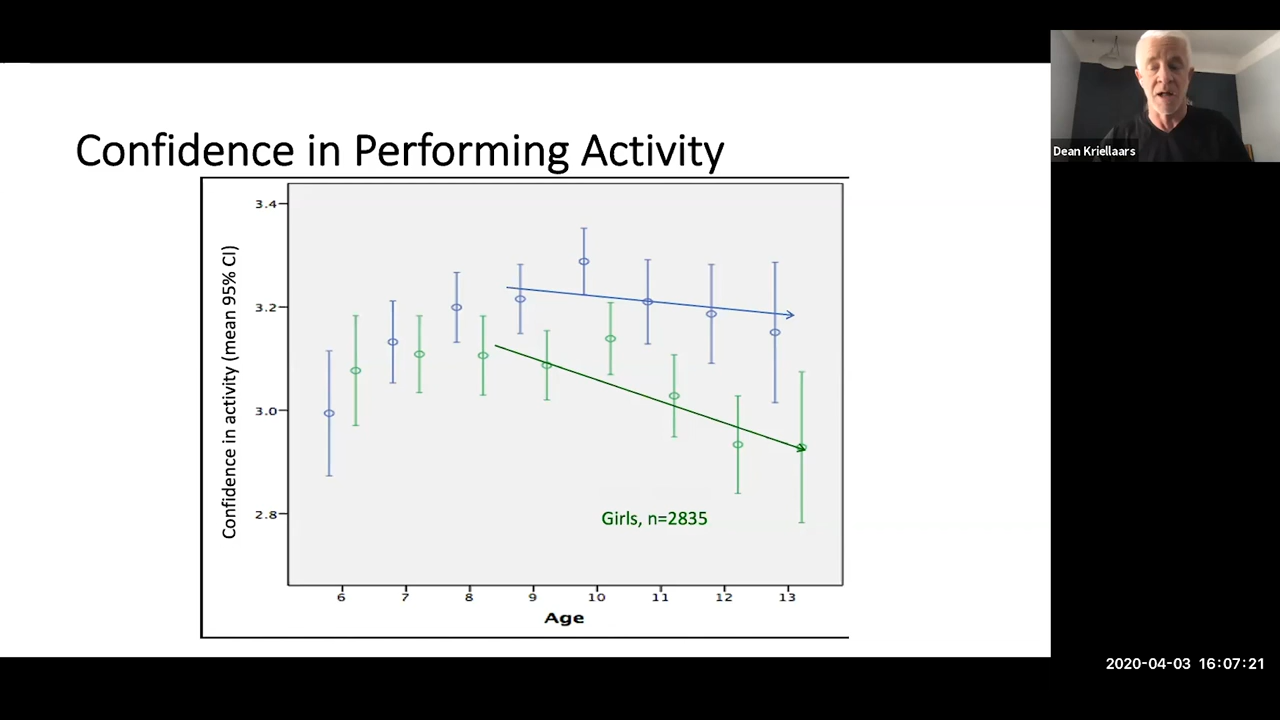 Confidence in Performing Activity
Dean Kriellaars
Confidence in activity (mean 95% CI)
3.4
3.2
3.0
2.8
Girls, n=2835
6 7 8 9 10 11 12 13
Age
2020-04-03 16:07:21